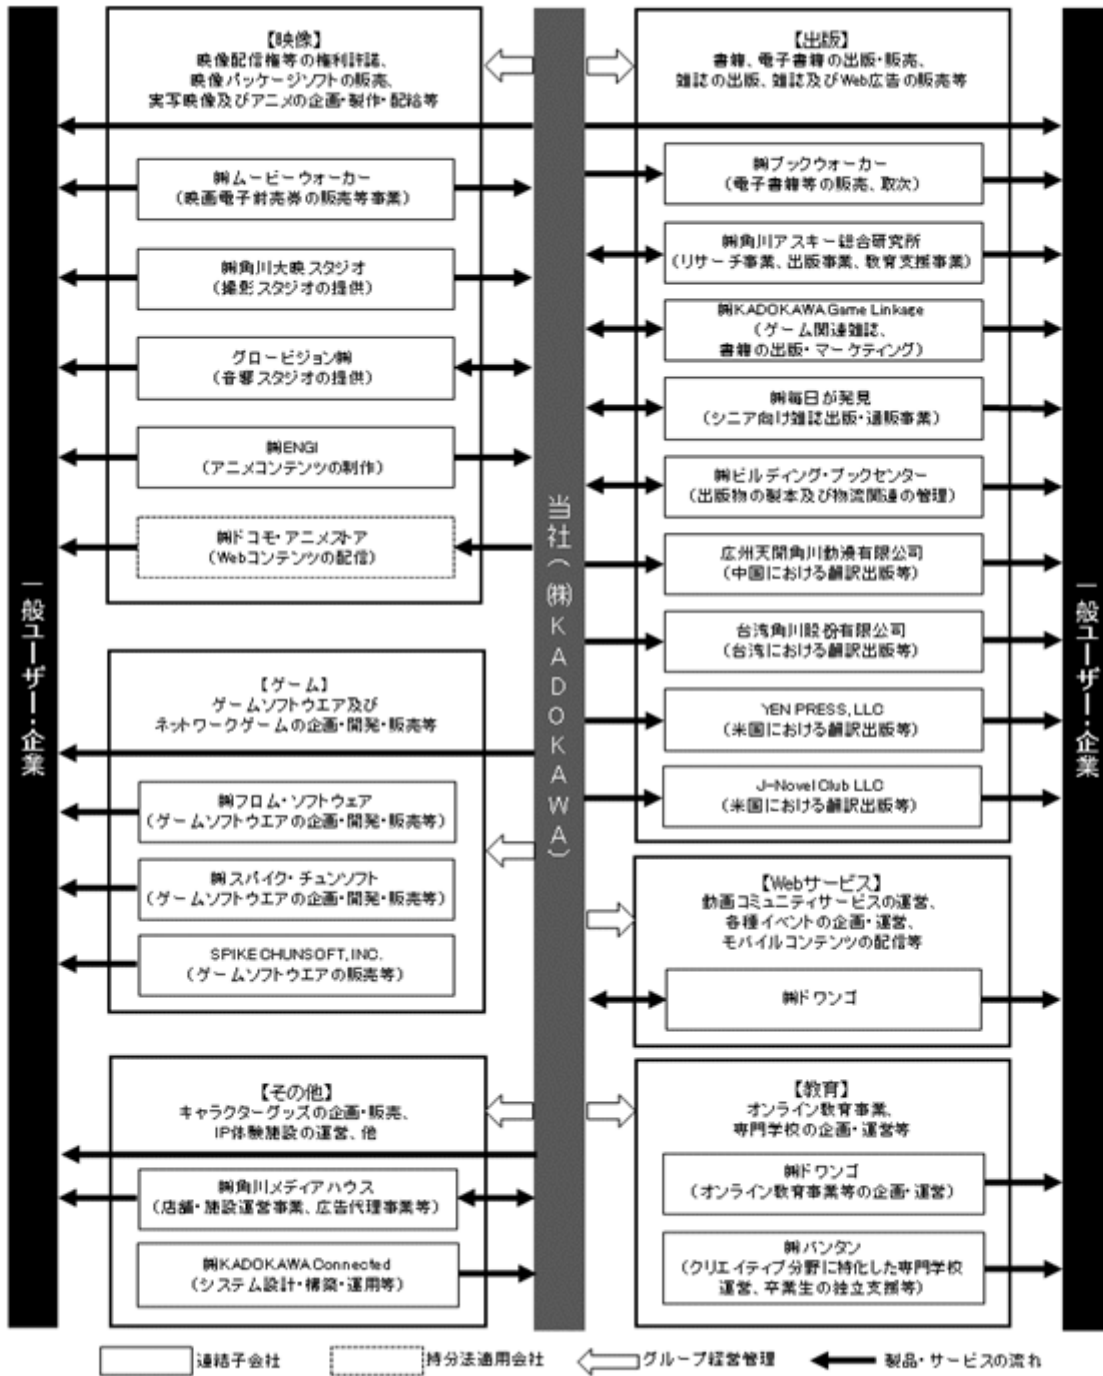 【映像】
映像配信権等の権利許諾、
映像パッケージソフトの販売、
実写映像及びアニメの企画・製作・配給等
㈱ムービーウォーカー
(映画電子前売券の販売等事業)
㈱角川大映スタジオ
(撮影スタジオの提供)
グロービジョン㈱
(音響スタジオの提供)
㈱ENGI
(アニメコンテンツの制作)
㈱ドコモ・アニメストア
(Webコンテンツの配信)
【ゲーム】
ゲームソフトウエア及び
ネットワークゲームの企画・開発・販売等
㈱フロム・ソフトウェア
(ゲームソフトウエアの企画・開発・販売等)
㈱スパイク・チュンソフト
(ゲームソフトウエアの企画・開発・販売等)
SPIKE CHUNSOFT, INC.
(ゲームソフトウエアの販売等)
【その他】
キャラクターグッズの企画・販売、
IP体験施設の運営、他
㈱角川メディアハウス
(店舗・施設運営事業、広告代理事業等)
㈱KADOKAWA Connected
(システム設計・構築・運用等)
一般ユーザー・企業
当社(㈱KADOKAWA)
【出版】
書籍、電子書籍の出版・販売、
雑誌の出版、雑誌及びWeb広告の販売等
㈱ブックウォーカー
(電子書籍等の販売、取次)
㈱角川アスキー総合研究所
(リサーチ事業、出版事業、教育支援事業)
㈱KADOKAWA Game Linkage
(ゲーム関連雑誌、
書籍の出版・マーケティング)
㈱毎日が発見
(シニア向け雑誌出版・通販事業)
㈱ビルディング・ブックセンター
(出版物の製本及び物流関連の管理)
広州天聞角川動漫有限公司
(中国における翻訳出版等)
台湾角川股份有限公司
(台湾における翻訳出版等)
YEN PRESS, LLC
(米国における翻訳出版等)
J-Novel Club LLC
(米国における翻訳出版等)
【Webサービス】
動画コミュニティサービスの運営、
各種イベントの企画・運営、
モバイルコンテンツの配信等
㈱ドワンゴ
【教育】
オンライン教育事業、
専門学校の企画・運営等
㈱ドワンゴ
(オンライン教育事業等の企画・運営)
㈱バンタン
(クリエイティブ分野に特化した専門学校
運営、卒業生の独立支援等)
一般ユーザー・企業
連結子会社
持分法適用会社
グループ経営管理
製品・サービスの流れ